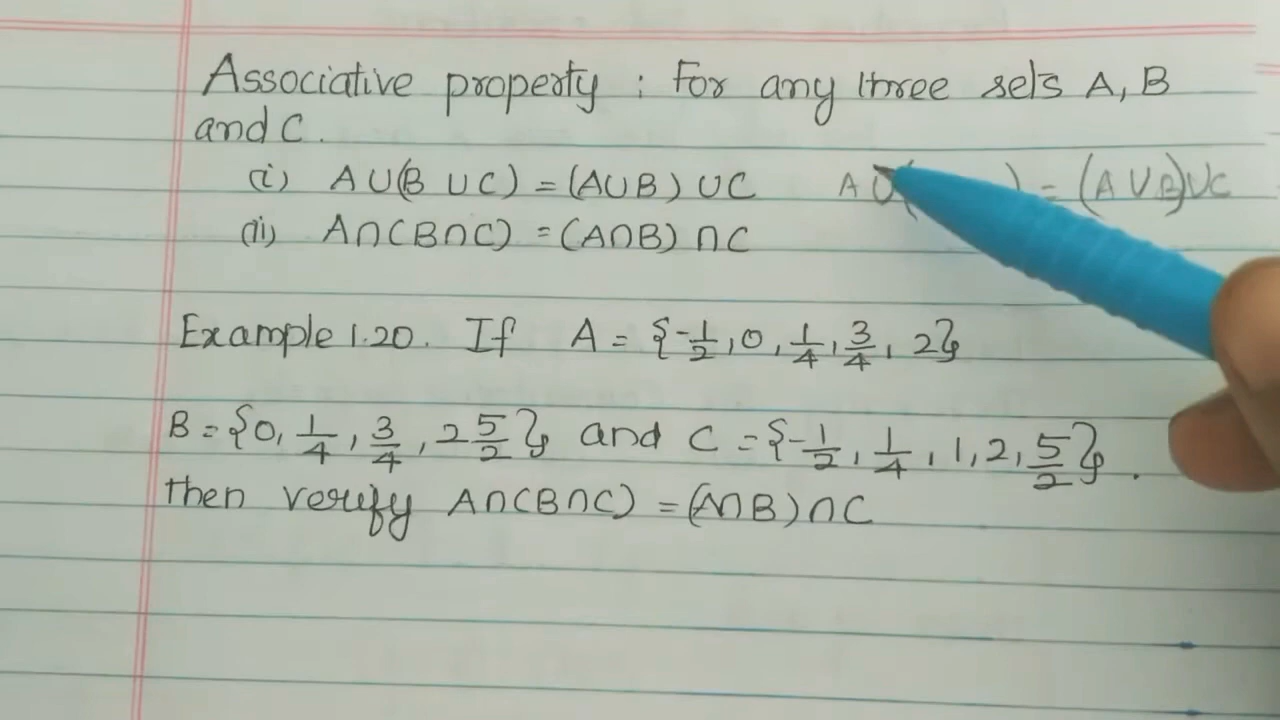 Associative property : For any three sets A, B
and C.
(i) A∪(B ∪C) = (A∪B) ∪C A ∪( ) = (A ∪B)∪C
(ii) A∩(B∩C) = (A∩B) ∩C
Example 1.20. If A = {-1/2, 0, 1/4, 3/4, 2}
B = {0, 1/4, 3/4, 2 5/2} and C = {-1/2, 1/4, 1, 2, 5/2}.
then verify A∩(B∩C) = (A∩B)∩C